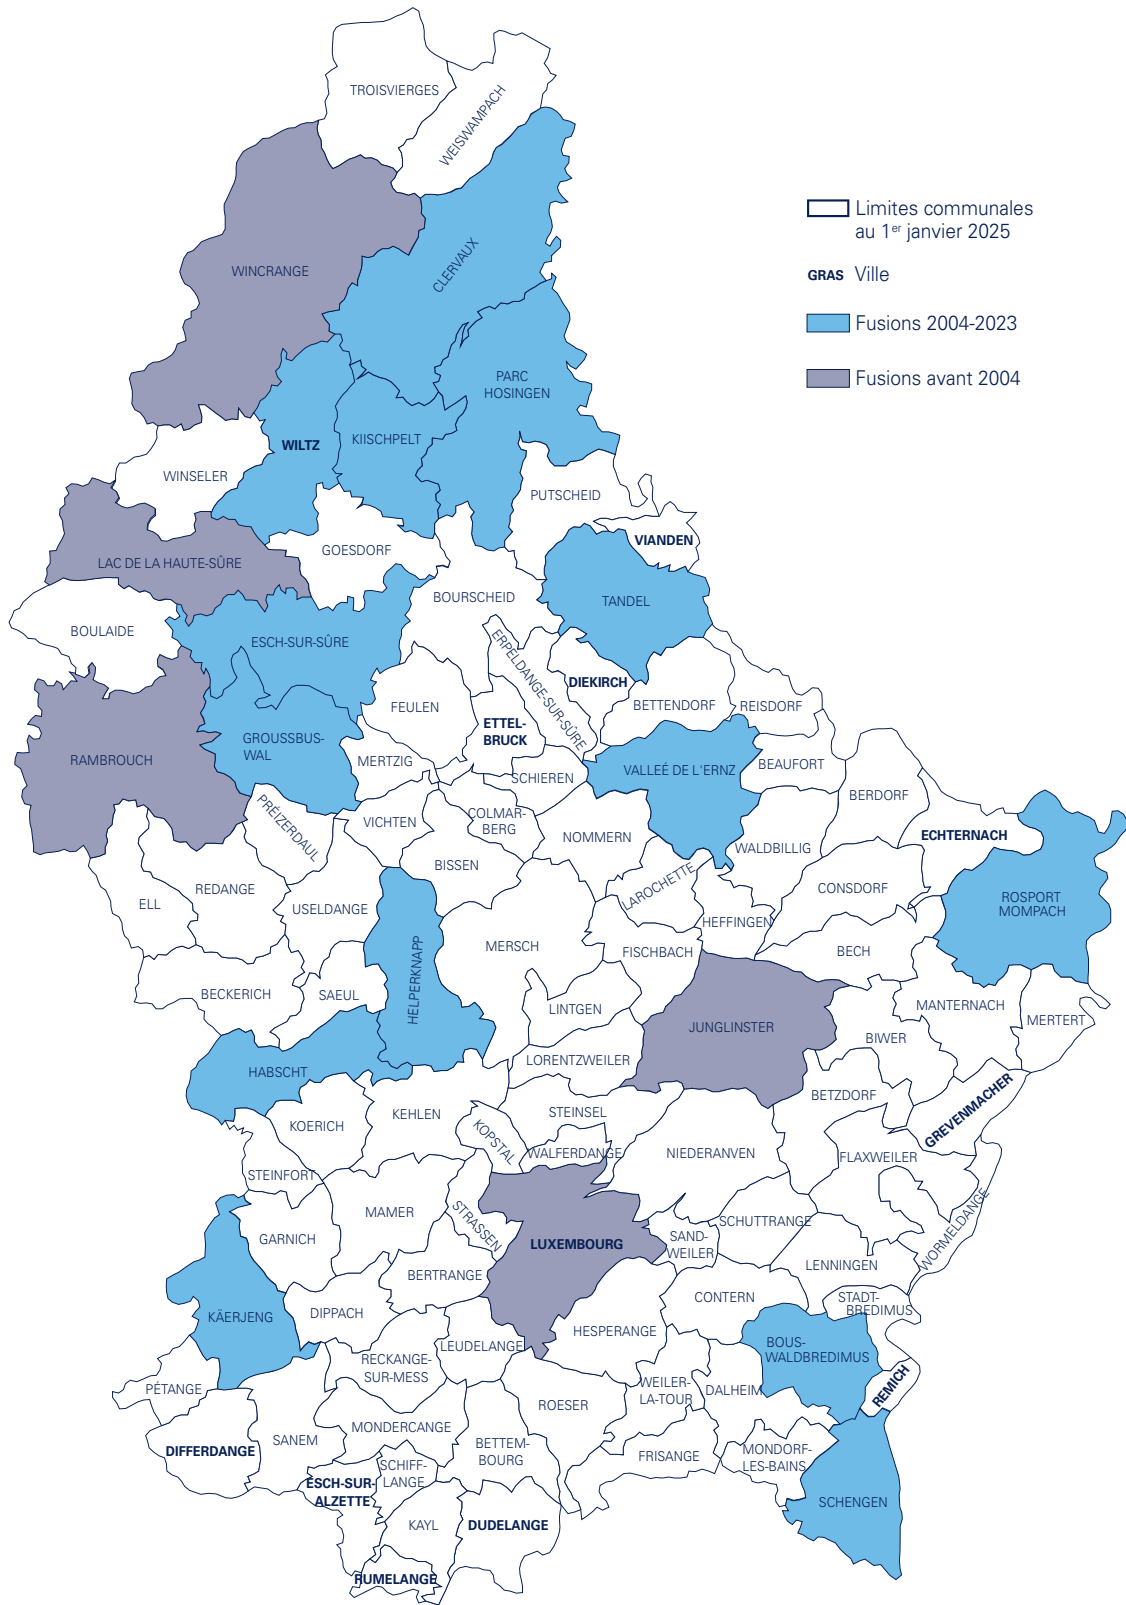 TROISVIERGES
WEISWAMPACH
Limites communales
au 1er janvier 2025
WINCRANGE
CLERVAUX
GRAS Ville
Fusions 2004-2023
PARC
HOSINGEN
Fusions avant 2004
WILTZ
KIISCHPELT
WINSELER
PUTSCHEID
VIANDEN
GOESDORF
LAC DE LA HAUTE-SÛRE
BOURSCHEID
TANDEL
BOULAIDE
ESCH-SUR-SÛRE
ERPELDANGE-SUR-SÛRE
DIEKIRCH
FEULEN
BETTENDORF
REISDORF
ETTEL-
BRUCK
GROUSSBUS-
WAL
RAMBROUCH
MERTZIG
SCHIEREN
VALLEÉ DE L'ERNZ
BEAUFORT
BERDORF
PRÉIZERDAUL
VICHTEN
COLMAR-
BERG
NOMMERN
WALDBILLIG
ECHTERNACH
BISSEN
LAROCHETTE
CONSDORF
ROSPORT
MOMPACH
ELL
REDANGE
USELDANGE
HEFFINGEN
MERSCH
FISCHBACH
BECH
HELPERKNAPP
BECKERICH
SAEUL
LINTGEN
MANTERNACH
MERTERT
JUNGLINSTER
BIWER
HABSCHT
LORENTZWEILER
BETZDORF
GREVENMACHER
KOERICH
KEHLEN
STEINSEL
KOPSTAL
WALFERDANGE
NIEDERANVEN
FLAXWEILER
STEINFORT
MAMER
STRASSEN
SCHUTTRANGE
WORMELDANGE
GARNICH
LUXEMBOURG
SAND-
WEILER
LENNINGEN
BERTRANGE
CONTERN
STADT-
BREDIMUS
KÄERJENG
DIPPACH
HESPERANGE
BOUS-
WALDBREDIMUS
LEUDELANGE
RECKANGE-
SUR-MESS
PÉTANGE
WEILER-
LA-TOUR
DALHEIM
REMICH
ROESER
MONDERCANGE
SANEM
DIFFERDANGE
BETTEM-
BOURG
FRISANGE
MONDORF-
LES-BAINS
SCHIFF-
LANGE
ESCH-SUR-
ALZETTE
SCHENGEN
KAYL
DUDELANGE
RUMELANGE